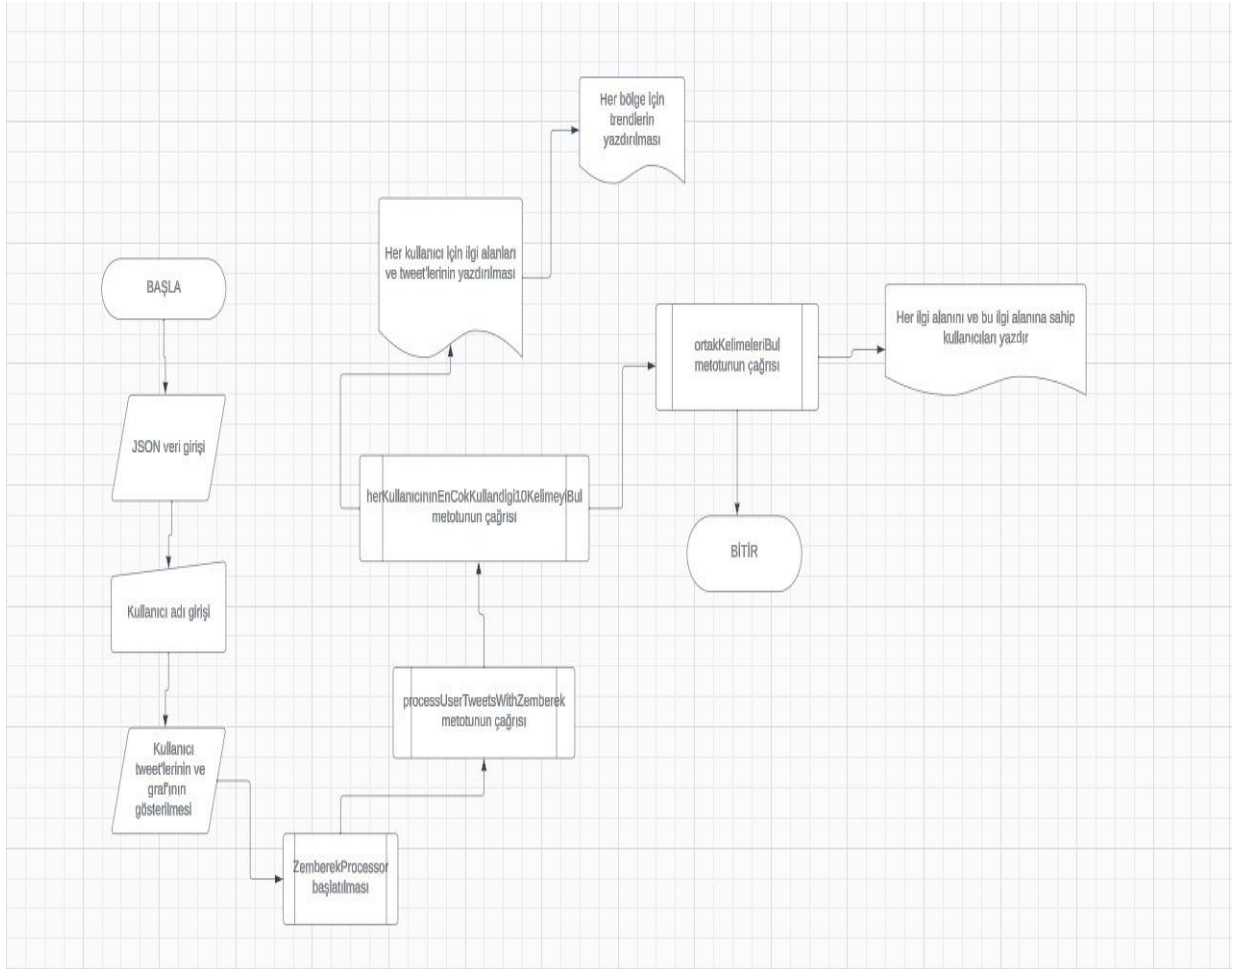 BAŞLA
JSON veri girişi
Kullanıcı adı girişi
Kullanıcı
tweet'lerinin ve
graf'ının
gösterilmesi
ZemberekProcessor
başlatılması
processUserTweetsWithZemberek
metotunun çağrısı
herKullanıcınınEnCokKullandigi10KelimeyiBul
metotunun çağrısı
Her kullanıcı için ilgi alanları
ve tweet'lerinin yazdırılması
Her bölge için
trendlerin
yazdırılması
ortakKelimeleriBul
metotunun çağrısı
Her ilgi alanını ve bu ilgi alanına sahip
kullanıcıları yazdır
BİTİR